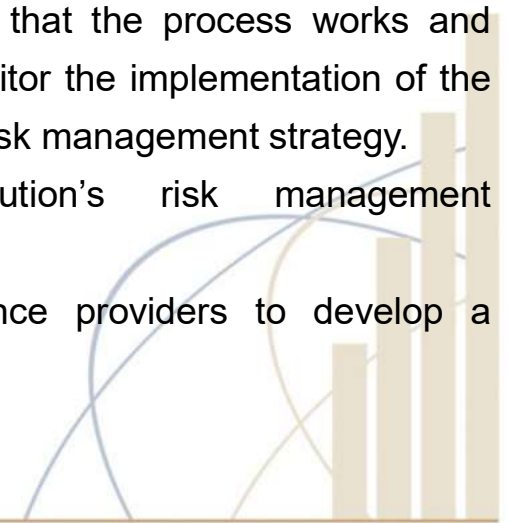 that the process works and
itor the implementation of the
sk management strategy.
ution’s risk management
nce providers to develop a